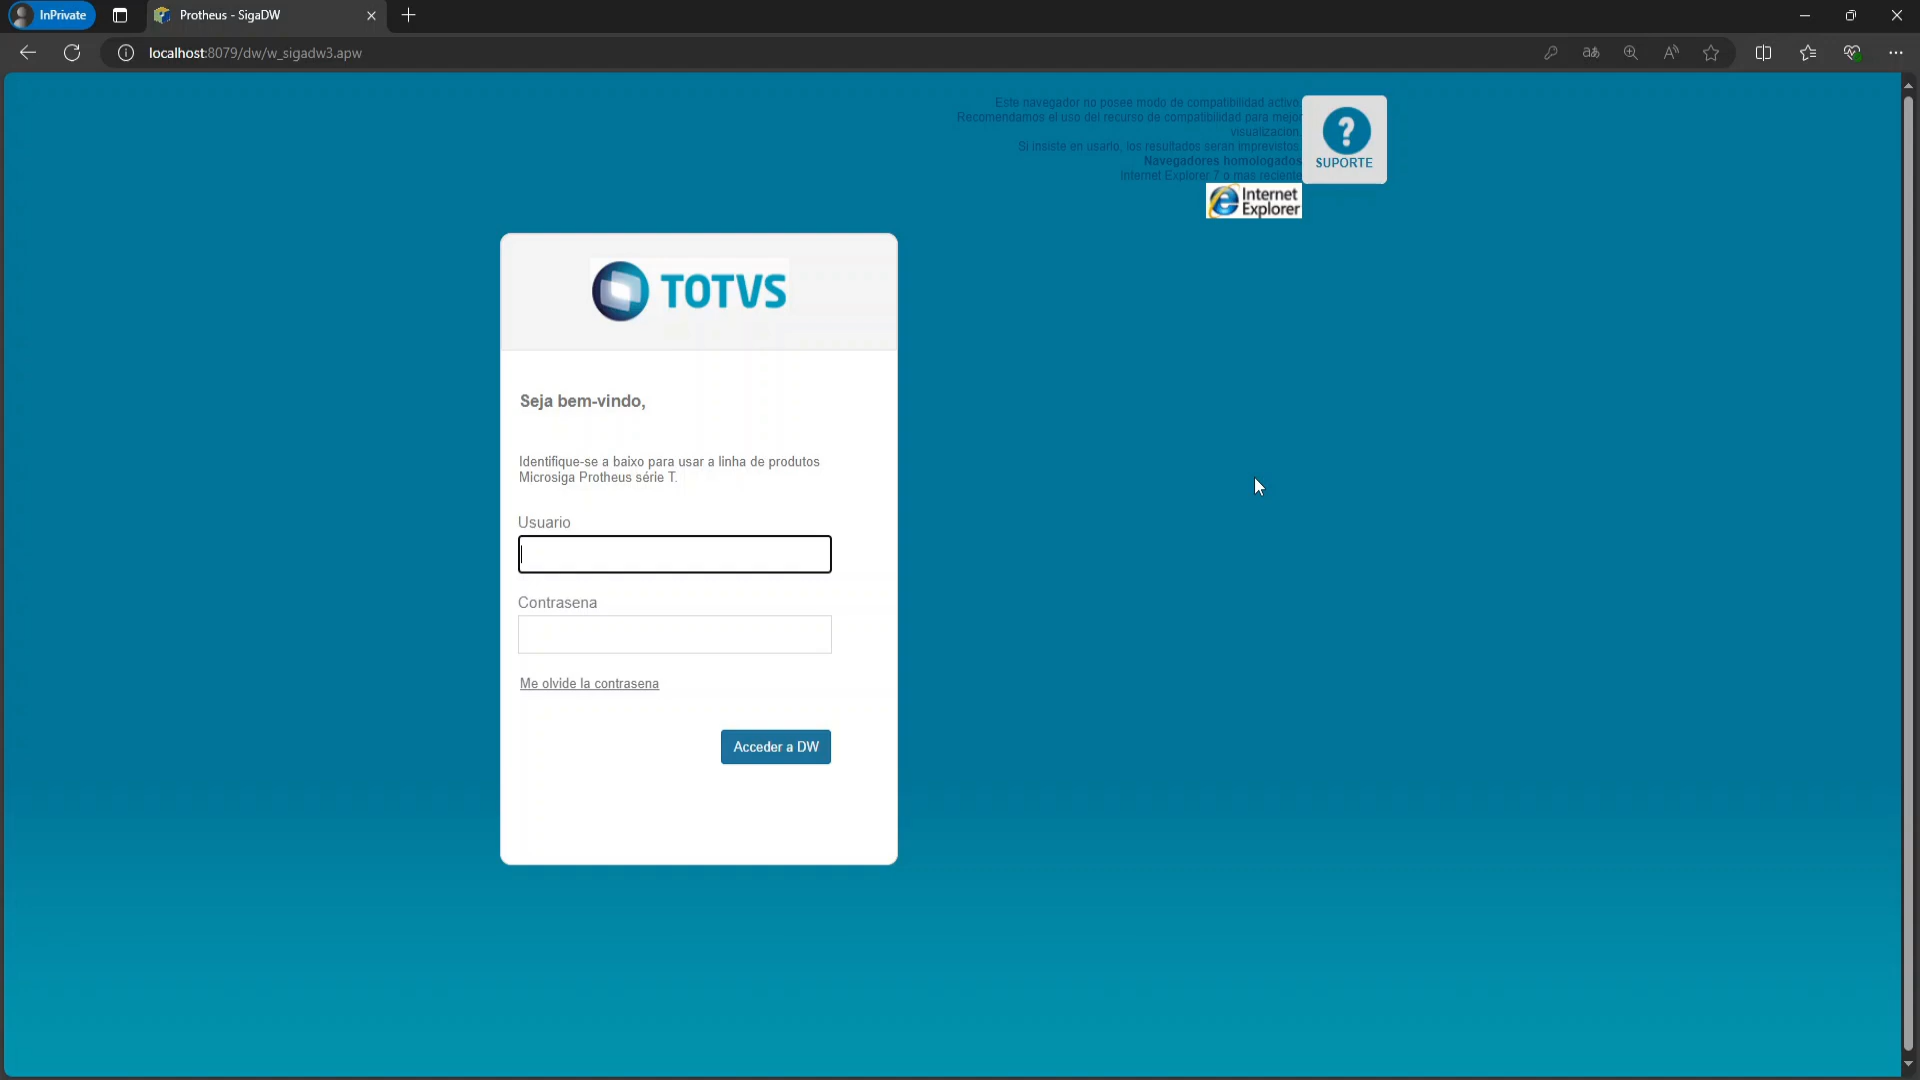 InPrivate
Protheus - SigaDW
localhost:8079/dw/w_sigadw3.apw
Este navegador no posee modo de compatibilidad activo.
Recomendamos el uso del recurso de compatibilidad para mejor
visualizacion.
Si insiste en usarlo, los resultados seran imprevistos.
Navegadores homologados
Internet Explorer 7 o mas reciente
SUPORTE
Internet
Explorer
TOTVS
Seja bem-vindo,
Identifique-se a baixo para usar a linha de produtos
Microsiga Protheus série T.
Usuario
Contrasena
Me olvide la contrasena
Acceder a DW